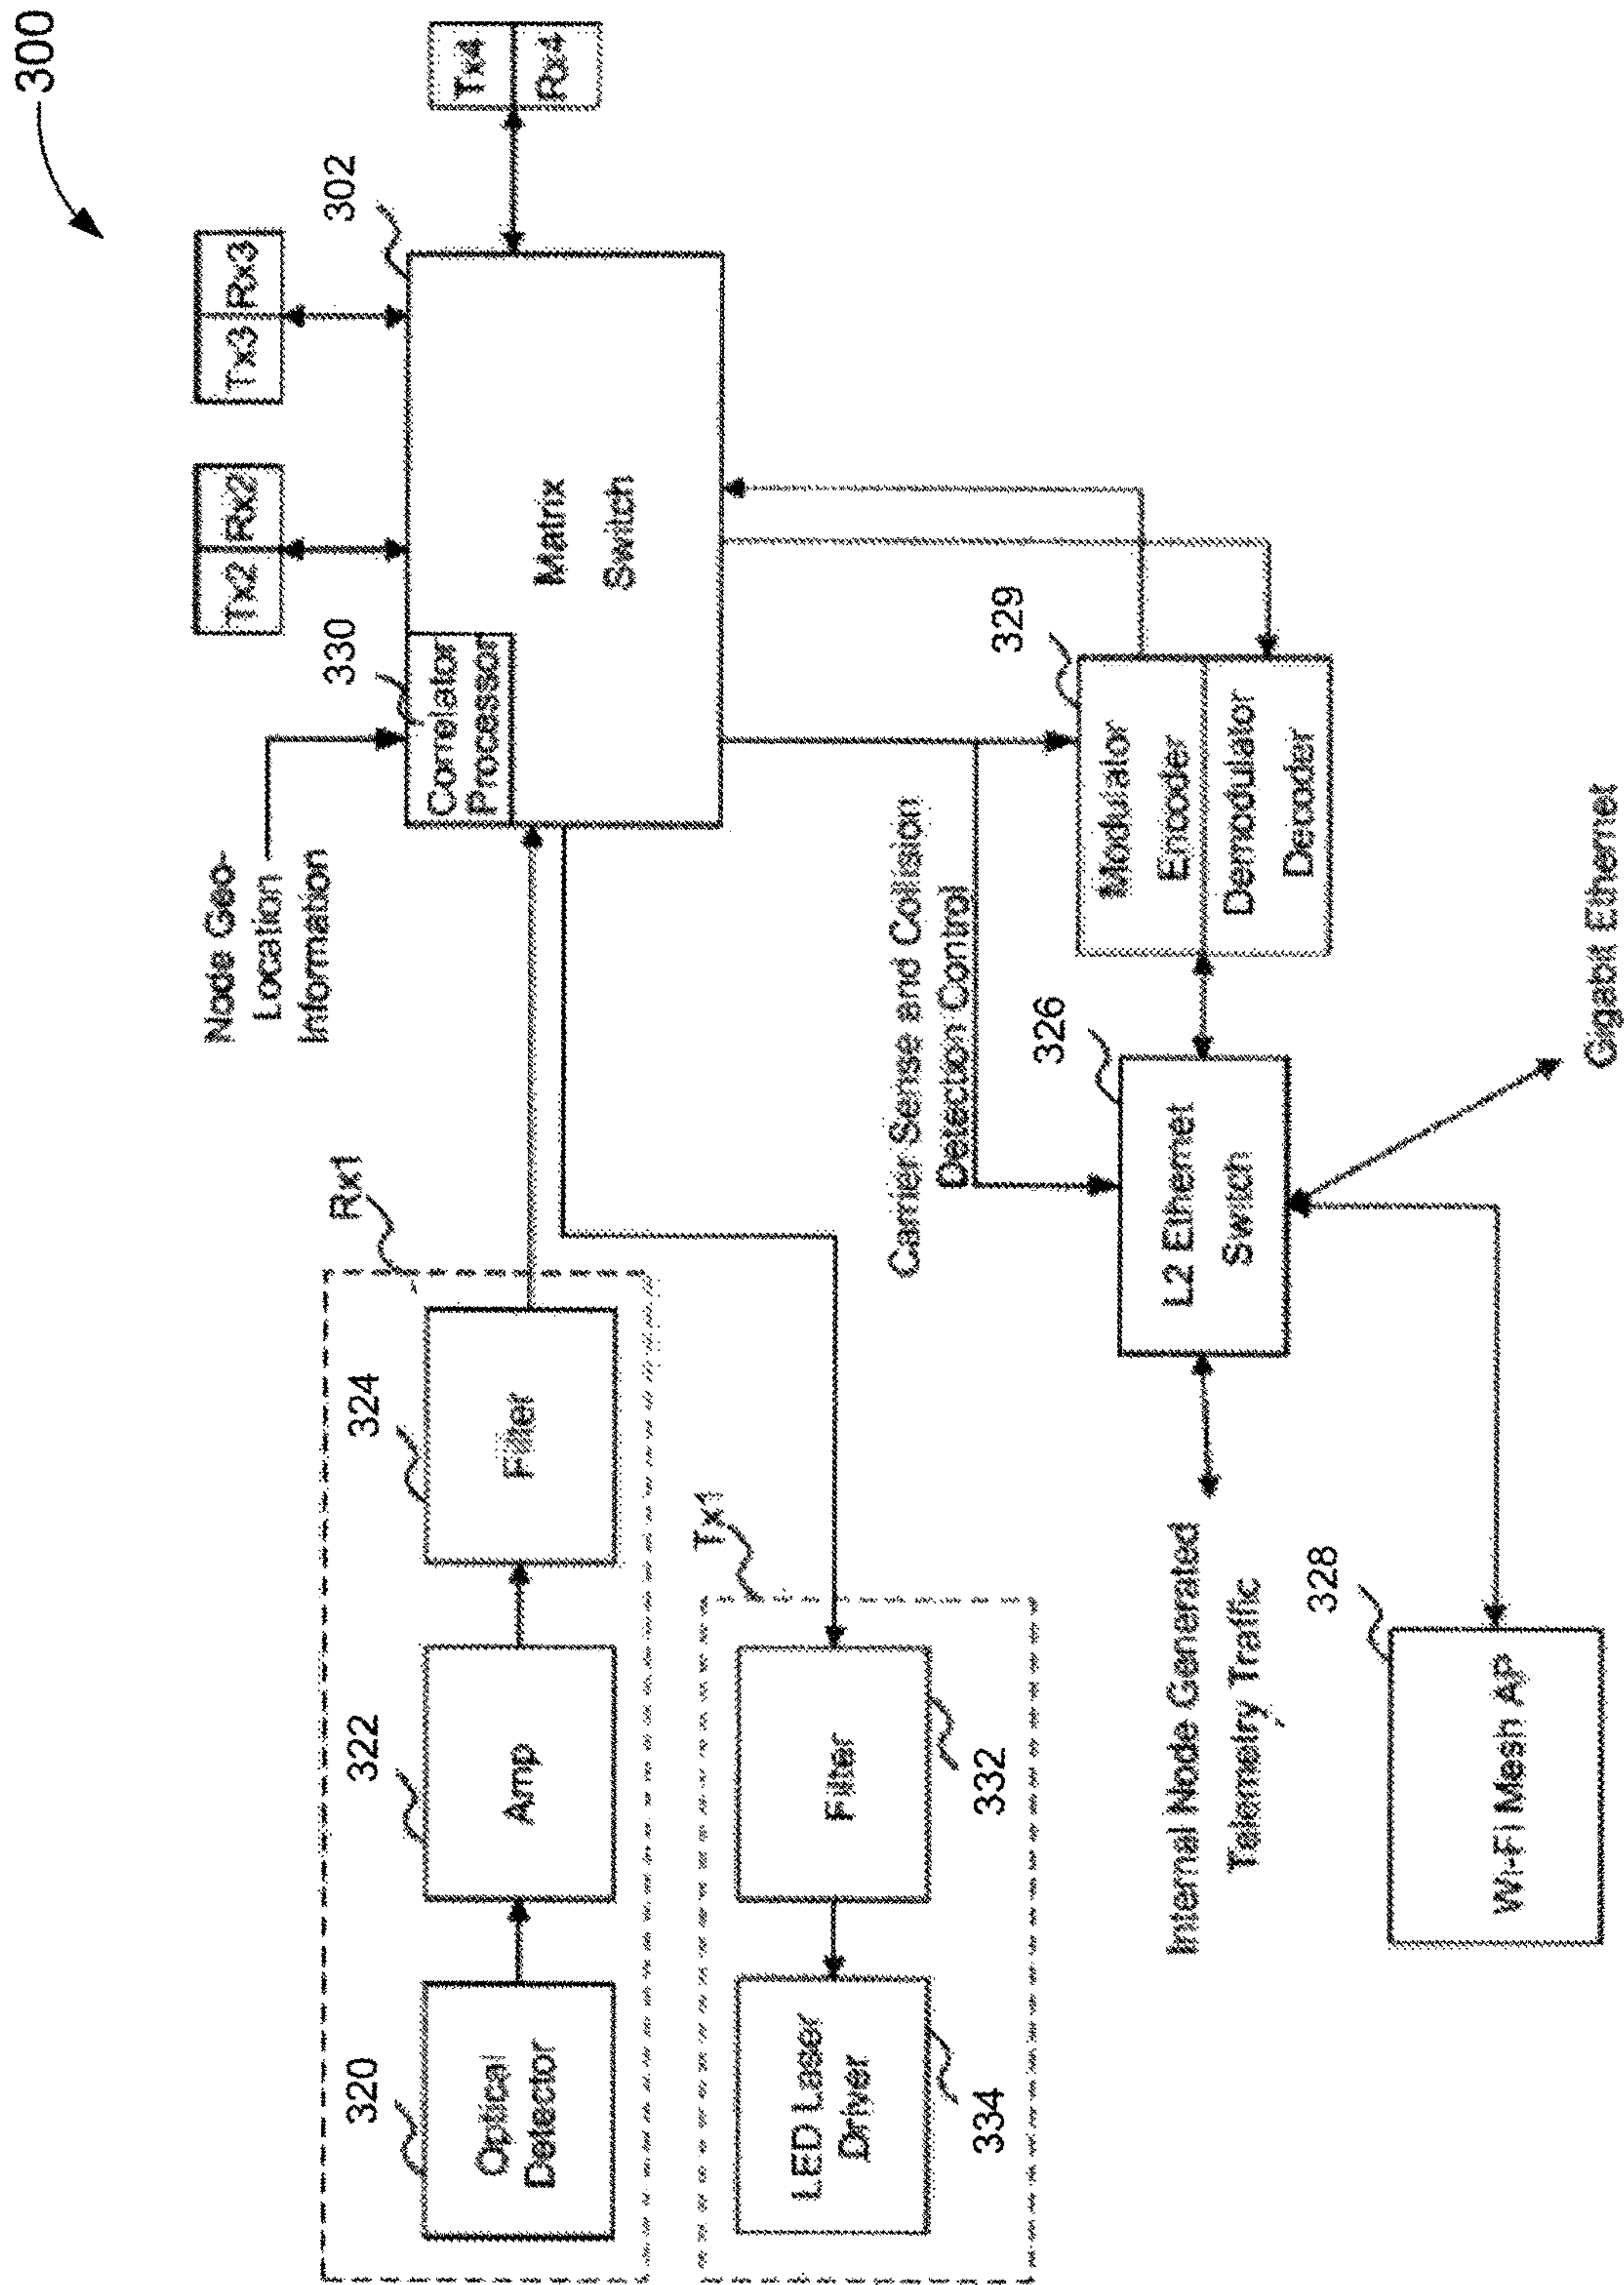 300
Tx2 Rx2
Tx3 Rx3
Node Geo-
Location
Information
330
302
Correlator
Processor
Matrix
Switch
Tx4
Rx4
Rx1
320
Optical
Detector
322
Amp
324
Filter
Tx1
LED Laser
Driver
334
Filter
332
Carrier Sense and Collision
Detection Control
329
Modulator
Encoder
Demodulator
Decoder
326
L2 Ethernet
Switch
Internal Node Generated
Telemetry Traffic
Gigabit Ethernet
328
Wi-Fi Mesh AP